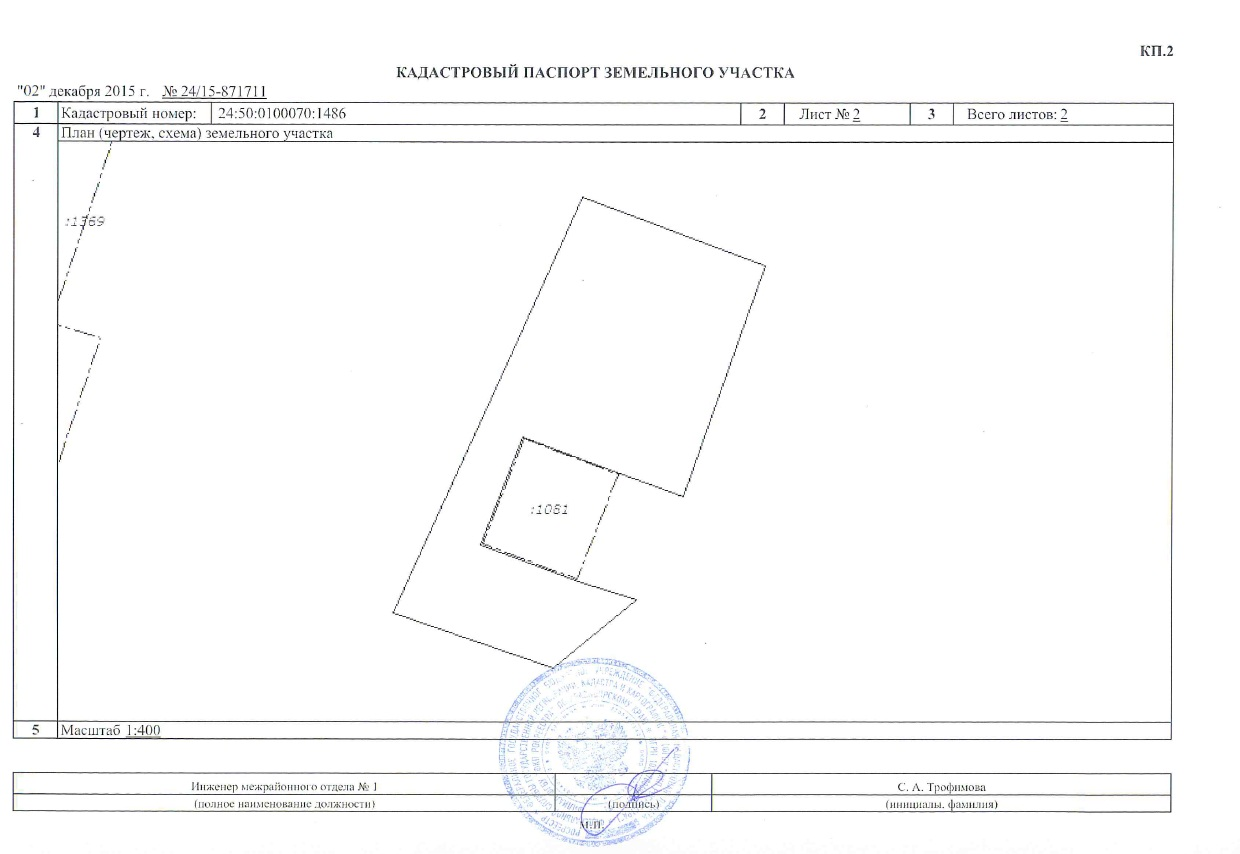 КП.2
КАДАСТРОВЫЙ ПАСПОРТ ЗЕМЕЛЬНОГО УЧАСТКА
"02" декабря 2015 г. № 24/15-871711
1 Кадастровый номер: 24:50:0100070:1486 2 Лист № 2 3 Всего листов: 2
4 План (чертеж, схема) земельного участка
:1369
:1081
5 Масштаб 1:400
Инженер межрайонного отдела № 1 С. А. Трофимова
(полное наименование должности) (подпись) (инициалы, фамилия)
М.П.